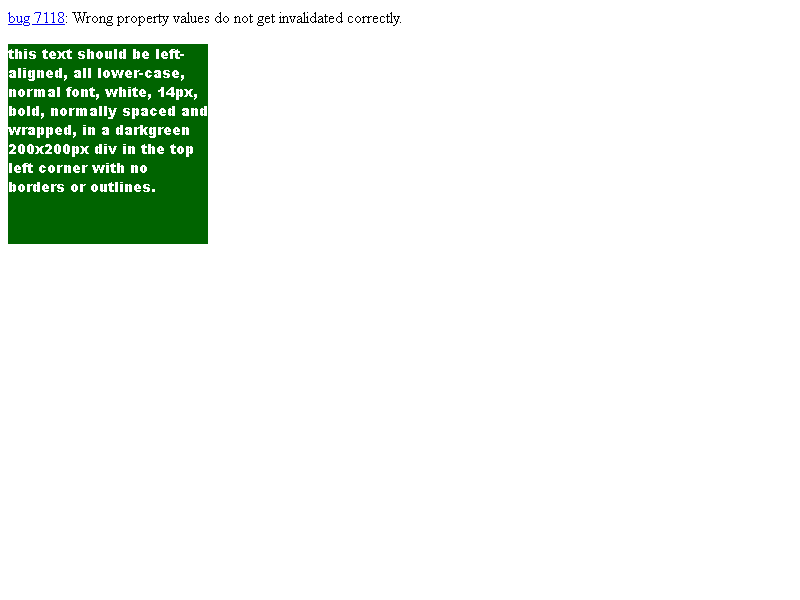 bug 7118: Wrong property values do not get invalidated correctly.
this text should be left-
aligned, all lower-case,
normal font, white, 14px,
bold, normally spaced and
wrapped, in a darkgreen
200x200px div in the top
left corner with no
borders or outlines.